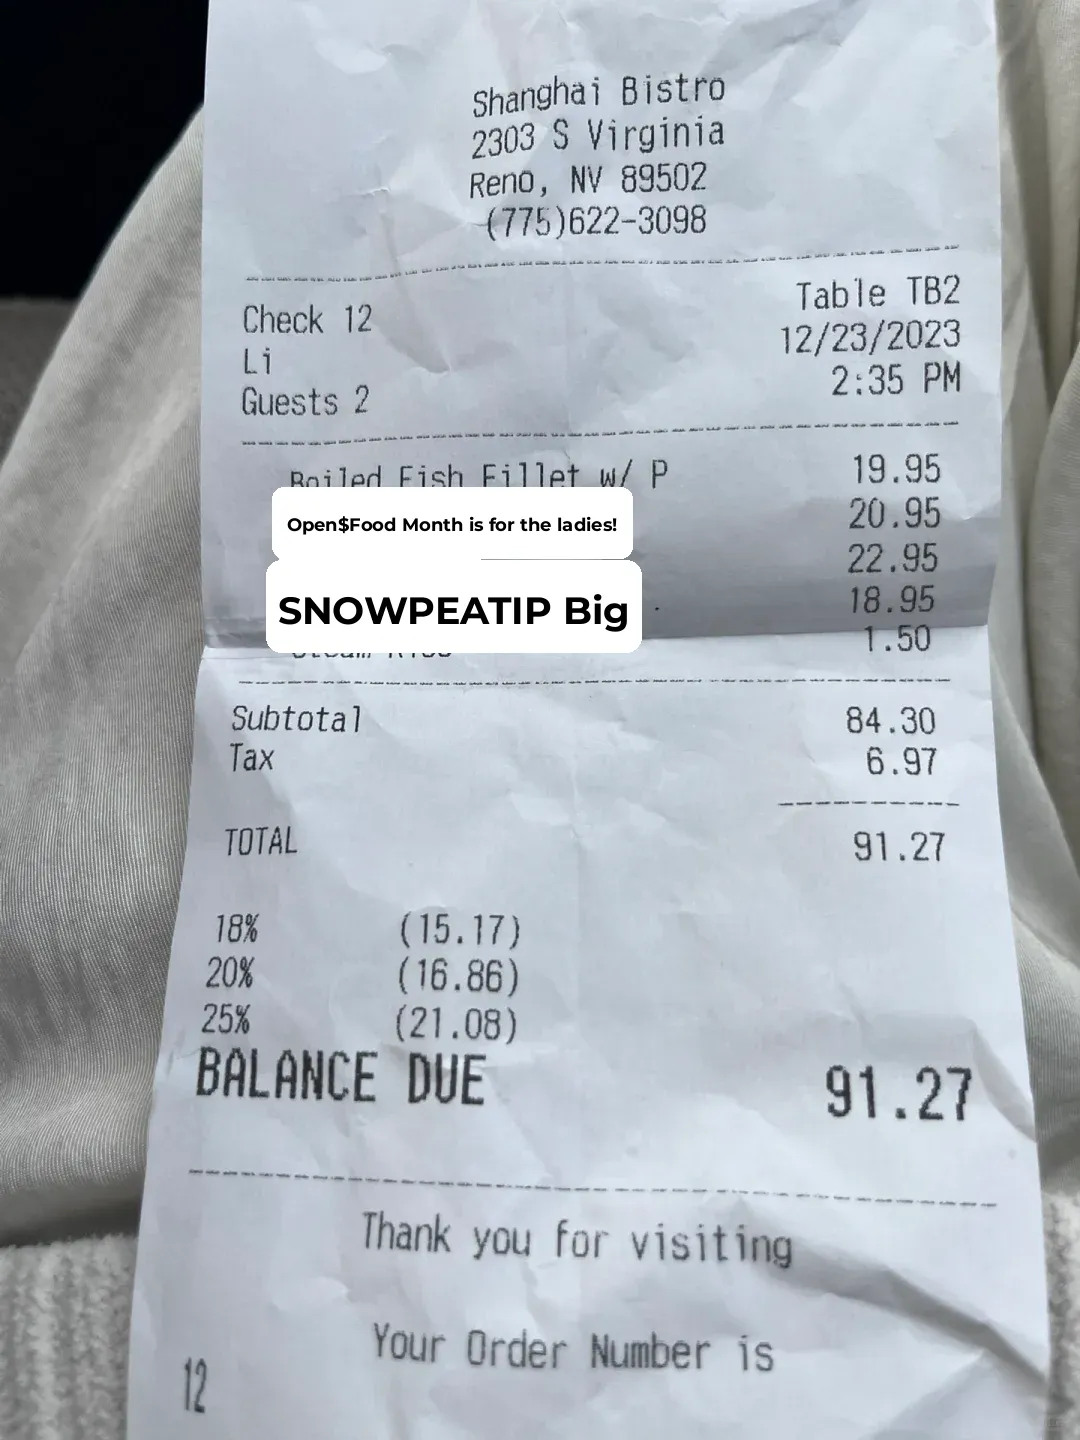 Shanghai Bistro
2303 S Virginia
Reno, NV 89502
(775)622-3098
Check 12
Table TB2
Li
12/23/2023
Guests 2
2:35 PM
Boiled Fish Fillet w/ P 19.95
Open$Food Month is for the ladies!
20.95
22.95
SNOWPEATIP Big
18.95
Steam Rice 1.50
Subtotal 84.30
Tax 6.97
TOTAL 91.27
18% (15.17)
20% (16.86)
25% (21.08)
BALANCE DUE 91.27
Thank you for visiting
Your Order Number is
12